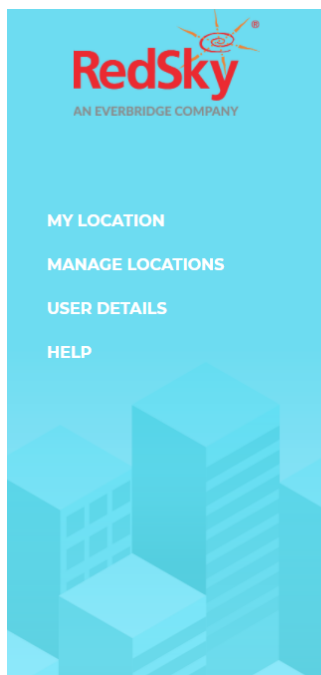 RedSky®
AN EVERBRIDGE COMPANY
MY LOCATION
MANAGE LOCATIONS
USER DETAILS
HELP